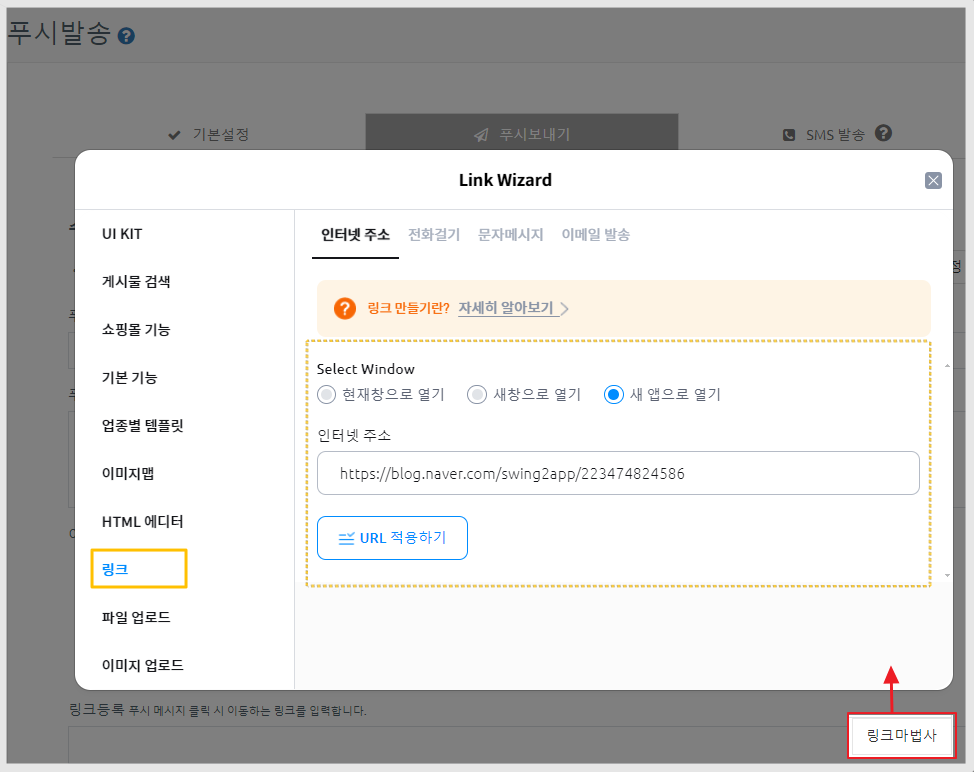 푸시발송 ?
기본설정
푸시보내기
SMS 발송 ?
Link Wizard
UI KIT
게시물 검색
쇼핑몰 기능
기본 기능
업종별 템플릿
이미지맵
HTML 에디터
링크
파일 업로드
이미지 업로드
인터넷 주소 전화걸기 문자메시지 이메일 발송
? 링크 만들기란? 자세히 알아보기
Select Window
현재창으로 열기 새창으로 열기 새 앱으로 열기
인터넷 주소
https://blog.naver.com/swing2app/223474824586
URL 적용하기
링크등록 푸시 메시지 클릭 시 이동하는 링크를 입력합니다.
링크마법사